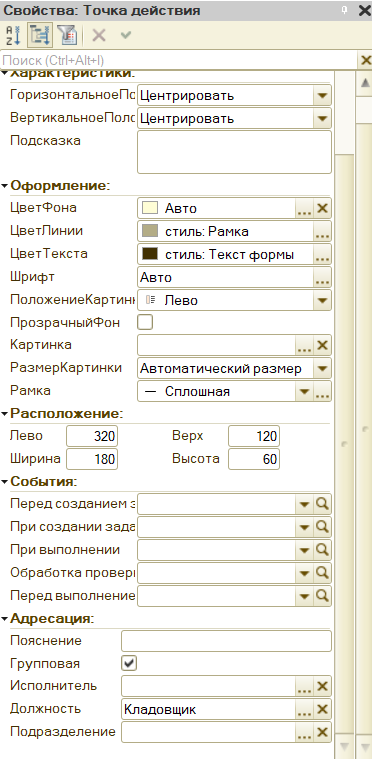 Свойства: Точка действия
Поиск (Ctrl+Alt+I)
Характеристики:
ГоризонтальноеПо Центрировать
ВертикальноеПоло Центрировать
Подсказка
Оформление:
ЦветФона Авто
ЦветЛинии стиль: Рамка
ЦветТекста стиль: Текст формы
Шрифт Авто
ПоложениеКартин Лево
ПрозрачныйФон
Картинка
РазмерКартинки Автоматический размер
Рамка Сплошная
Расположение:
Лево 320 Верх 120
Ширина 180 Высота 60
События:
Перед созданием з
При создании зада
При выполнении
Обработка провер
Перед выполнение
Адресация:
Пояснение
Групповая
Исполнитель
Должность Кладовщик
Подразделение